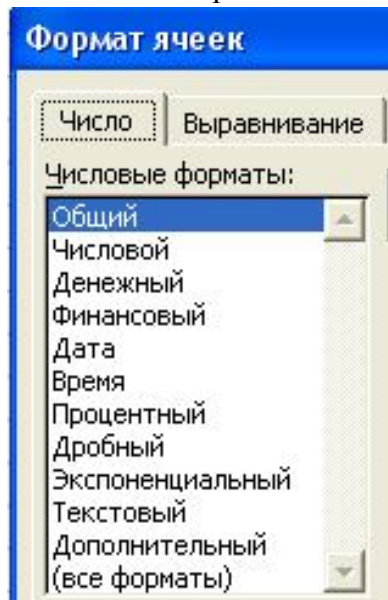 Формат ячеек
Число Выравнивание
Числовые форматы:
Общий
Числовой
Денежный
Финансовый
Дата
Время
Процентный
Дробный
Экспоненциальный
Текстовый
Дополнительный
(все форматы)